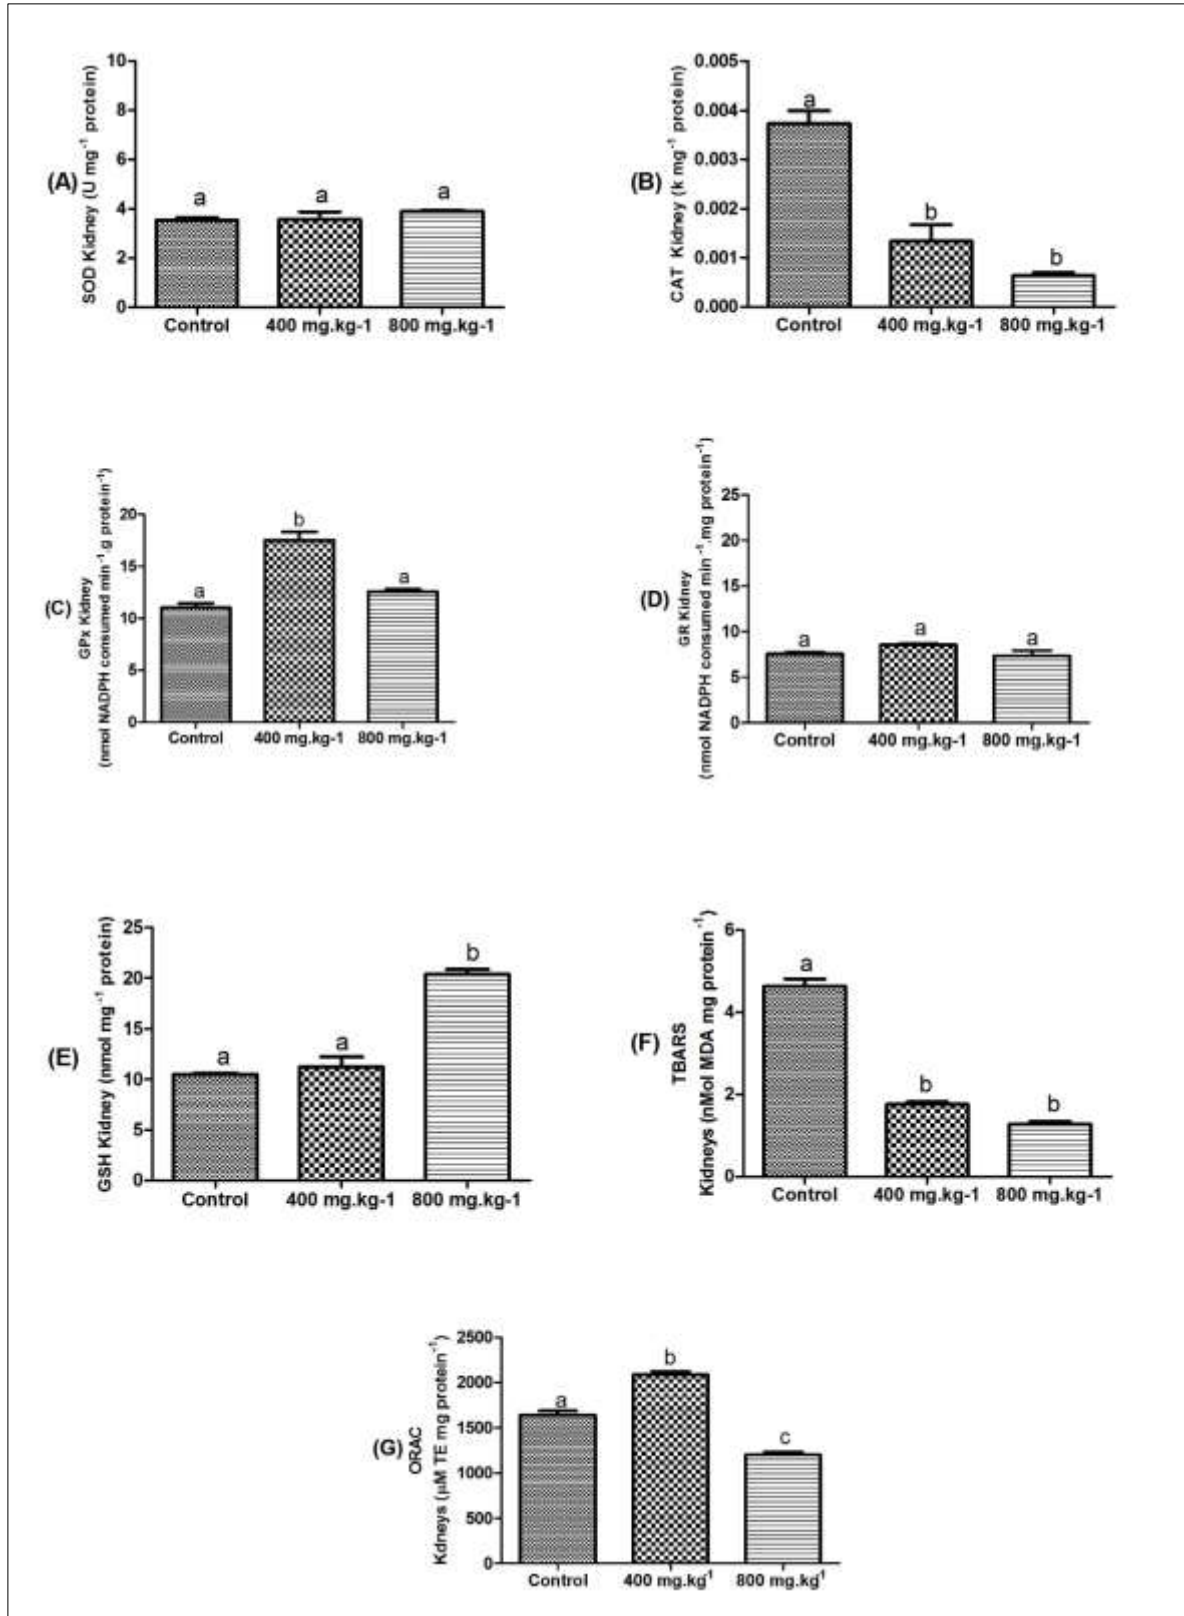 (A)
SOD Kidney (U mg⁻¹ protein)
10
8
6
4
2
0
a
a
a
Control 400 mg.kg-1 800 mg.kg-1
(B)
CAT Kidney (k mg⁻¹ protein)
0.005
0.004
0.003
0.002
0.001
0.000
a
b
b
Control 400 mg.kg-1 800 mg.kg-1
(C)
GPx Kidney
(nmol NADPH consumed min⁻¹.g protein⁻¹)
20
15
10
5
0
a
b
a
Control 400 mg.kg-1 800 mg.kg-1
(D)
GR Kidney
(nmol NADPH consumed min⁻¹.mg protein⁻¹)
25
20
15
10
5
0
a
a
a
Control 400 mg.kg-1 800 mg.kg-1
(E)
GSH Kidney (nmol mg⁻¹ protein)
25
20
15
10
5
0
a
a
b
Control 400 mg.kg-1 800 mg.kg-1
(F)
TBARS
Kidneys (nMol MDA mg protein⁻¹)
6
4
2
0
a
b
b
Control 400 mg.kg-1 800 mg.kg-1
(G)
ORAC
Kdneys (µM TE mg protein⁻¹)
2500
2000
1500
1000
500
0
a
b
c
Control 400 mg.kg¹ 800 mg.kg¹